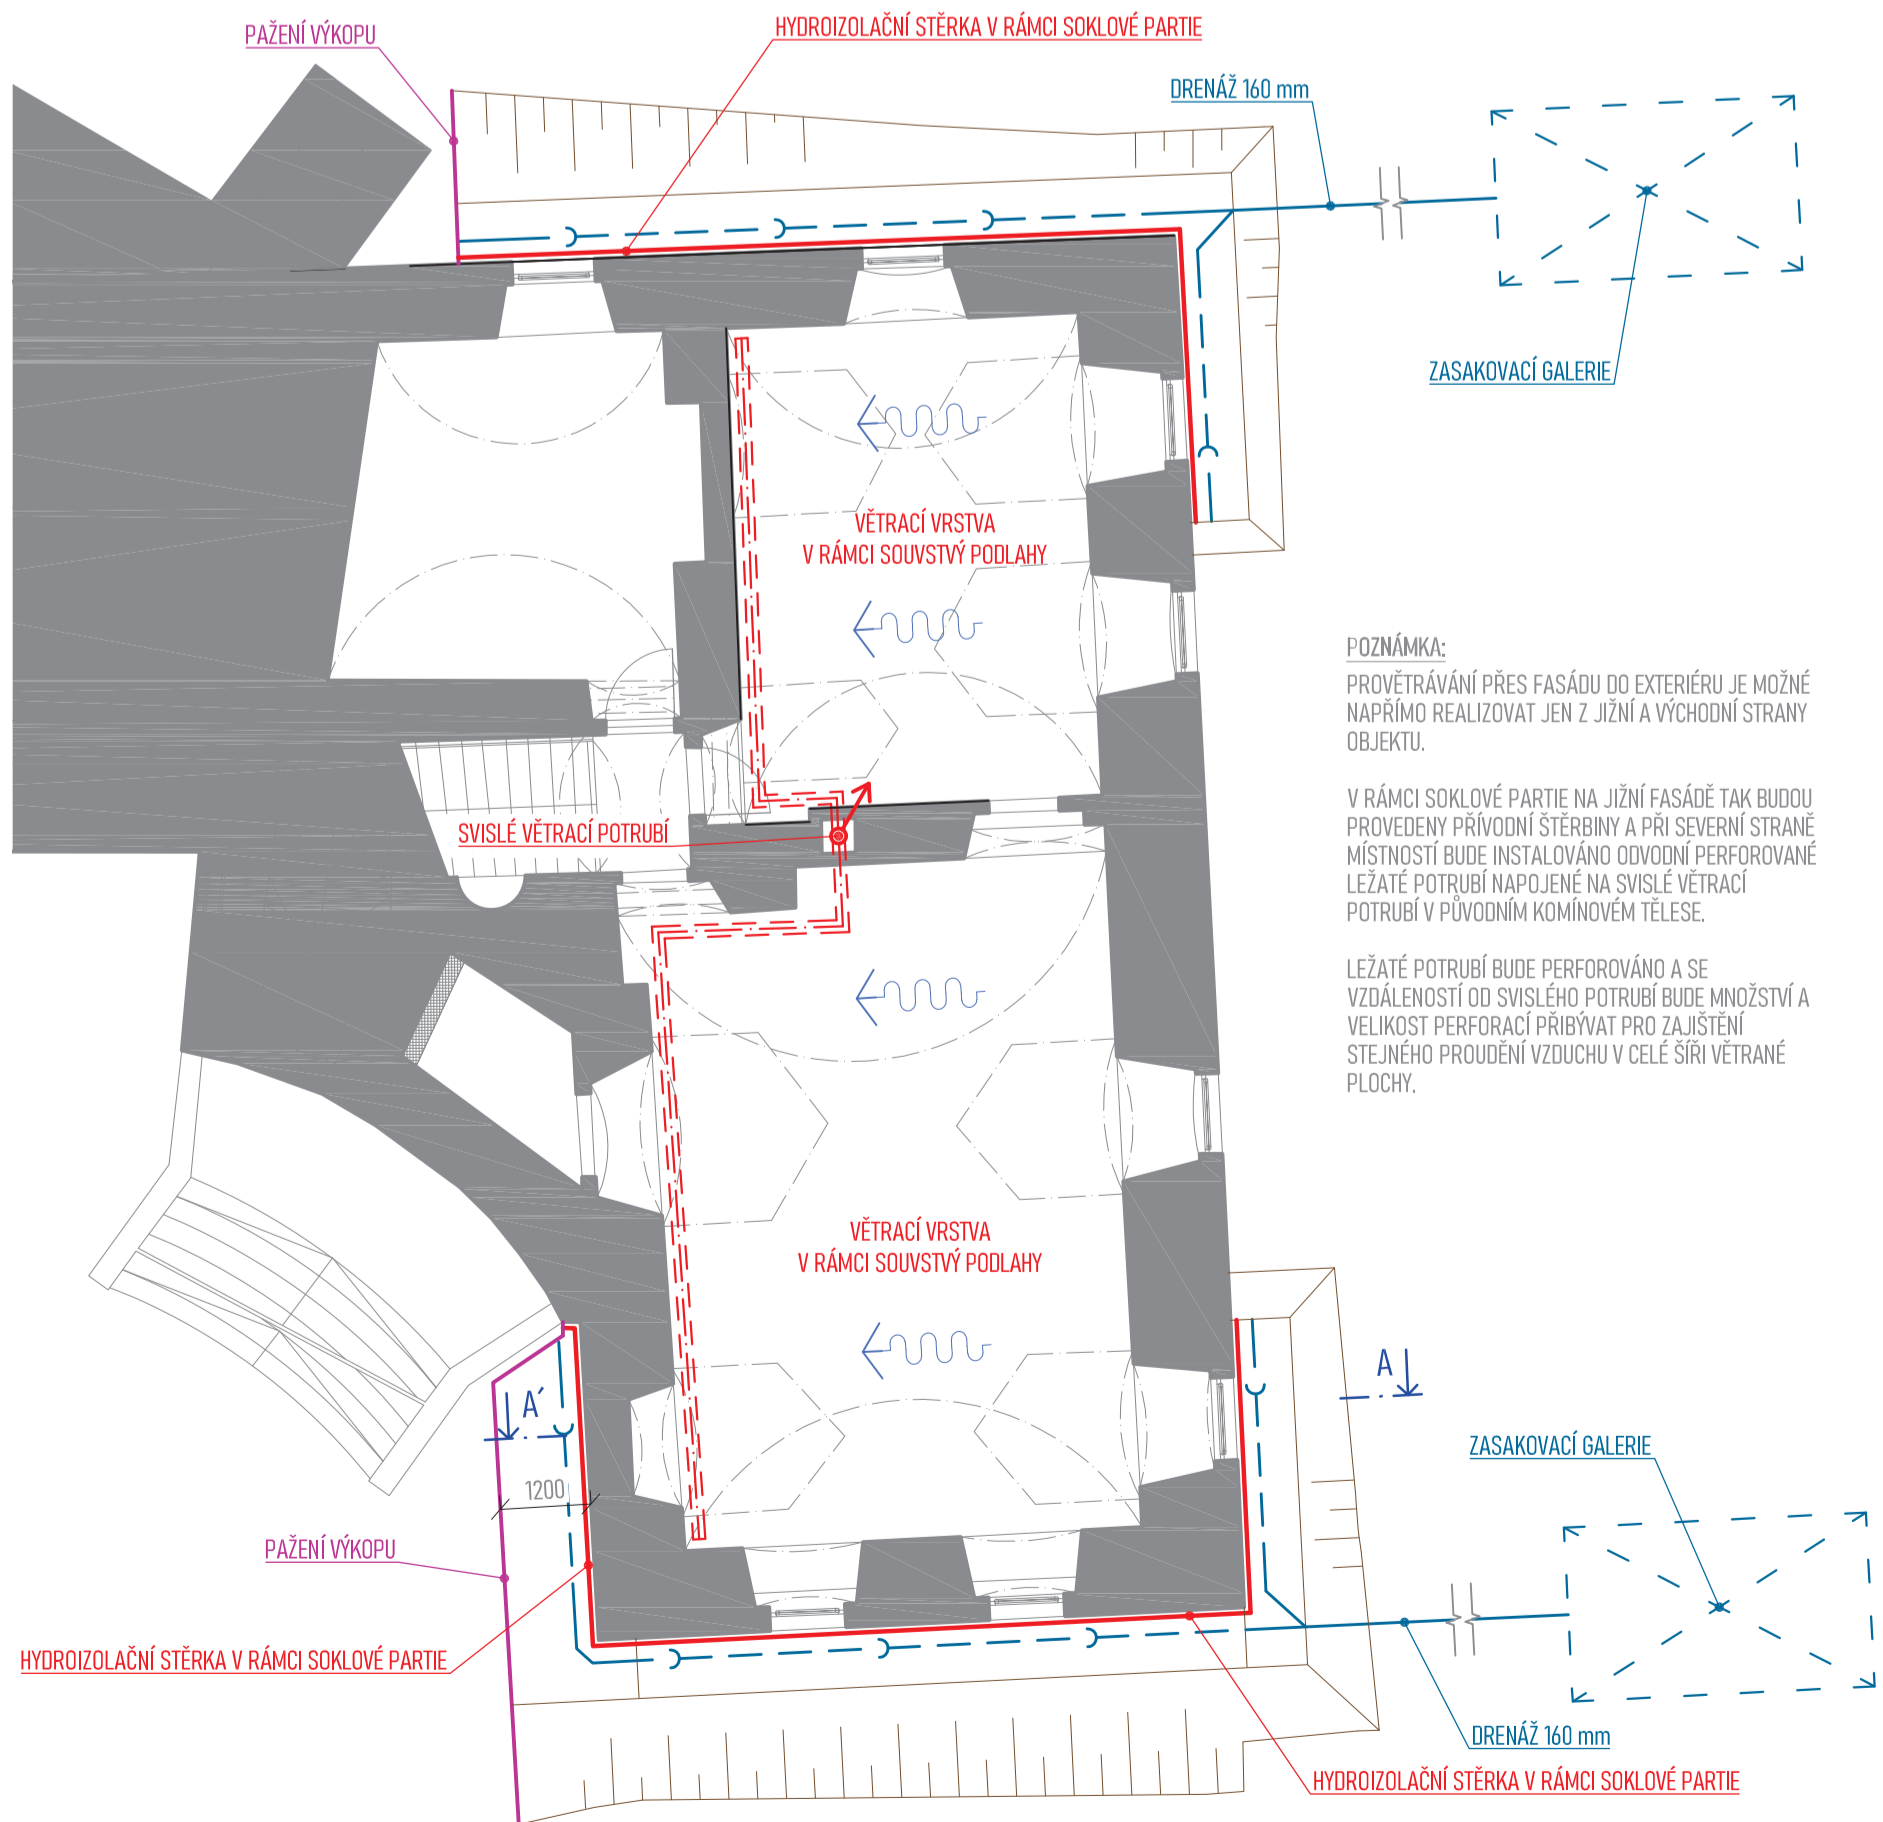 PAŽENÍ VÝKOPU
HYDROIZOLAČNÍ STĚRKA V RÁMCI SOKLOVÉ PARTIE
DRENÁŽ 160 mm
ZASAKOVACÍ GALERIE
VĚTRACÍ VRSTVA
V RÁMCI SOUVSTVÝ PODLAHY
POZNÁMKA:
PROVĚTRÁVÁNÍ PŘES FASÁDU DO EXTERIÉRU JE MOŽNÉ
NAPŘÍMO REALIZOVAT JEN Z JIŽNÍ A VÝCHODNÍ STRANY
OBJEKTU.
V RÁMCI SOKLOVÉ PARTIE NA JIŽNÍ FASÁDĚ TAK BUDOU
PROVEDENY PŘÍVODNÍ ŠTĚRBINY A PŘI SEVERNÍ STRANĚ
MÍSTNOSTÍ BUDE INSTALOVÁNO ODVODNÍ PERFOROVANÉ
LEŽATÉ POTRUBÍ NAPOJENÉ NA SVISLÉ VĚTRACÍ
POTRUBÍ V PŮVODNÍM KOMÍNOVÉM TĚLESE.
LEŽATÉ POTRUBÍ BUDE PERFOROVÁNO A SE
VZDÁLENOSTÍ OD SVISLÉHO POTRUBÍ BUDE MNOŽSTVÍ A
VELIKOST PERFORACÍ PŘIBÝVAT PRO ZAJIŠTĚNÍ
STEJNÉHO PROUDĚNÍ VZDUCHU V CELÉ ŠÍŘI VĚTRANÉ
PLOCHY.
SVISLÉ VĚTRACÍ POTRUBÍ
VĚTRACÍ VRSTVA
V RÁMCI SOUVSTVÝ PODLAHY
A
A´
ZASAKOVACÍ GALERIE
1200
PAŽENÍ VÝKOPU
HYDROIZOLAČNÍ STĚRKA V RÁMCI SOKLOVÉ PARTIE
DRENÁŽ 160 mm
HYDROIZOLAČNÍ STĚRKA V RÁMCI SOKLOVÉ PARTIE